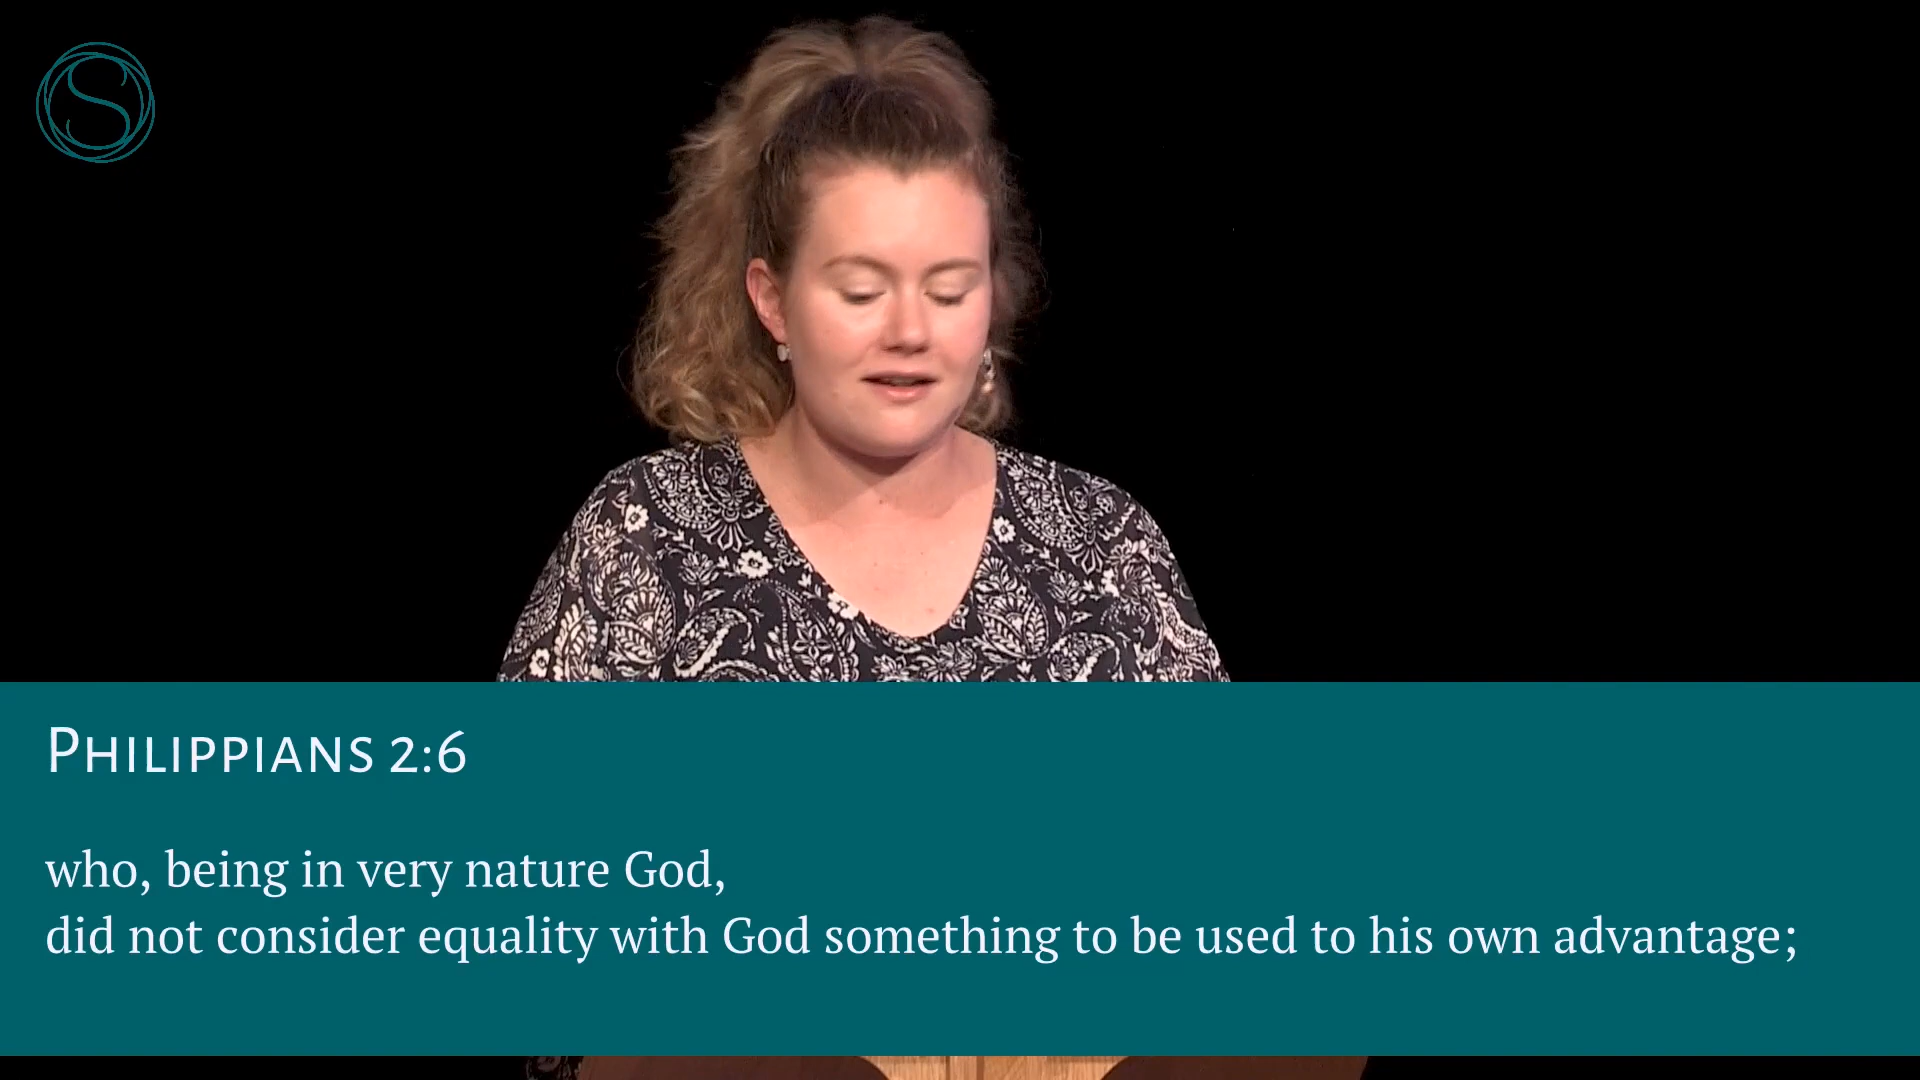 S
Philippians 2:6
who, being in very nature God,
did not consider equality with God something to be used to his own advantage;